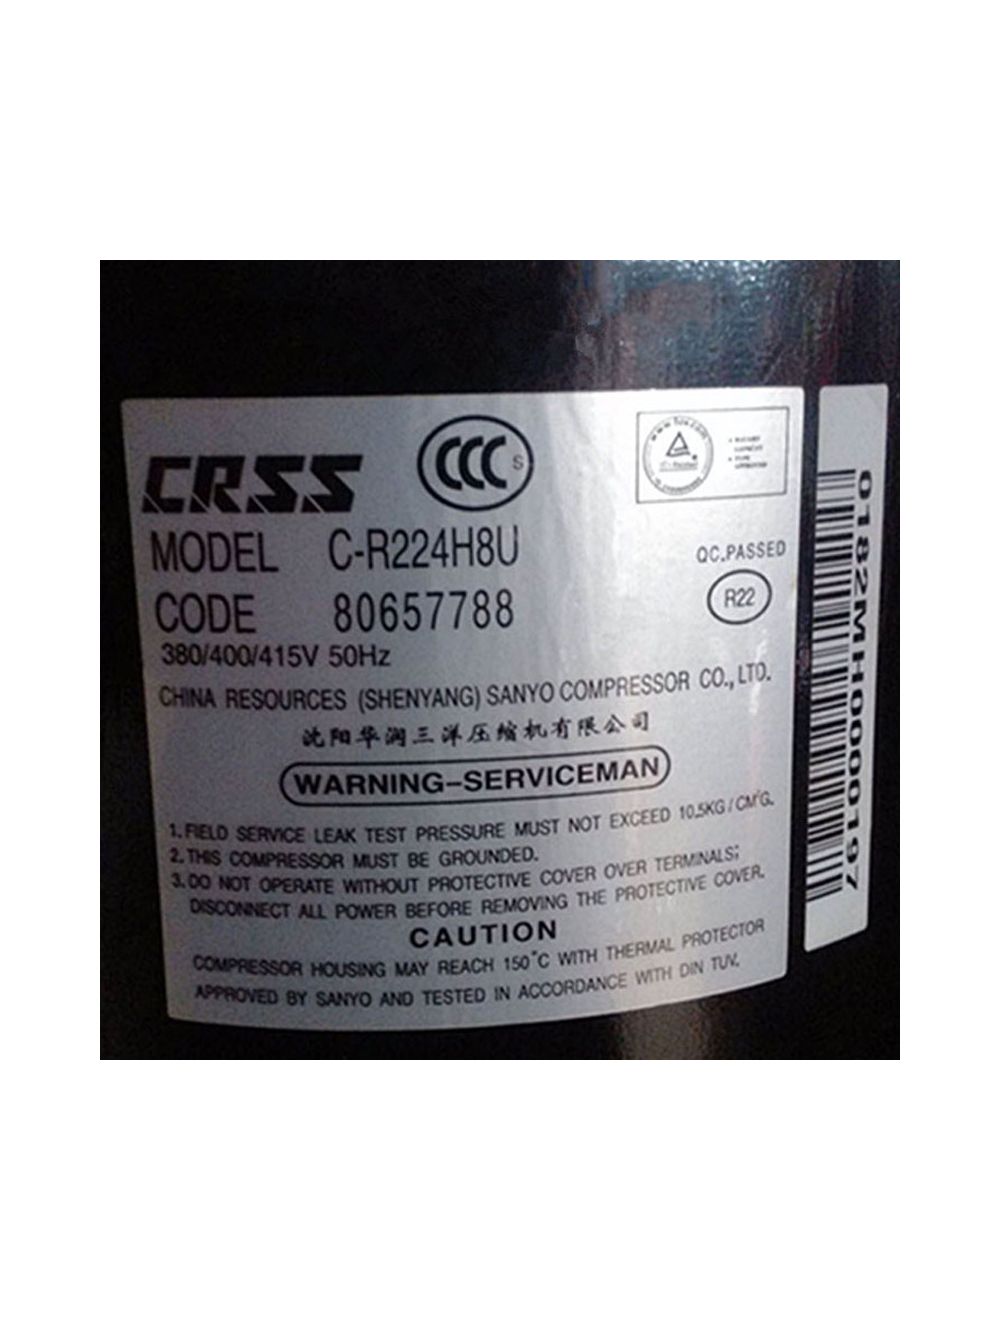 CRSS
CCC S
MODEL C-R224H8U
QC.PASSED
CODE 80657788
R22
380/400/415V 50Hz
CHINA RESOURCES (SHENYANG) SANYO COMPRESSOR CO., LTD.
沈阳华润三洋压缩机有限公司
WARNING-SERVICEMAN
1. FIELD SERVICE LEAK TEST PRESSURE MUST NOT EXCEED 10.5KG/CM²G.
2. THIS COMPRESSOR MUST BE GROUNDED.
3. DO NOT OPERATE WITHOUT PROTECTIVE COVER OVER TERMINALS;
DISCONNECT ALL POWER BEFORE REMOVING THE PROTECTIVE COVER.
CAUTION
COMPRESSOR HOUSING MAY REACH 150°C WITH THERMAL PROTECTOR
APPROVED BY SANYO AND TESTED IN ACCORDANCE WITH DIN TUV.
0182MH0000197